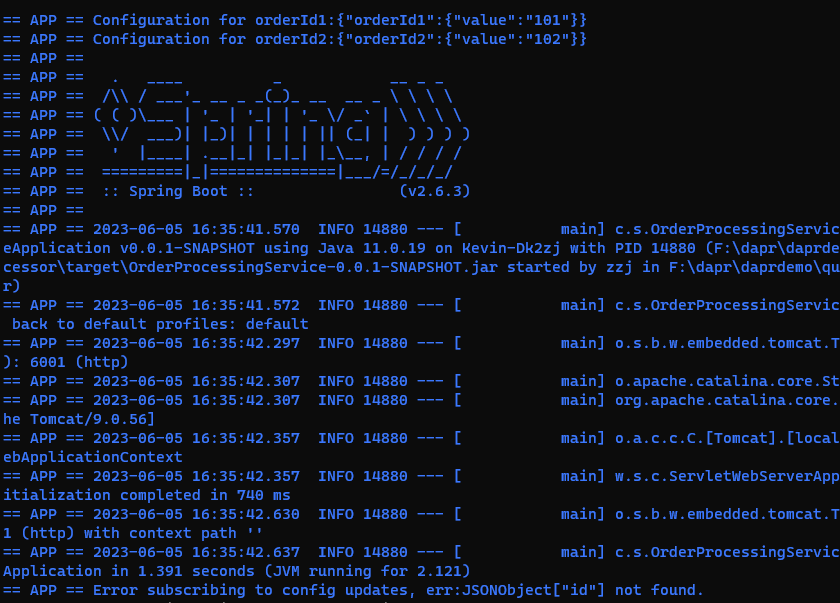 == APP == Configuration for orderId1:{"orderId1":{"value":"101"}}
== APP == Configuration for orderId2:{"orderId2":{"value":"102"}}
== APP ==
== APP ==   .   ____          _            __ _ _
== APP ==  /\\ / ___'_ __ _ _(_)_ __  __ _ \ \ \ \
== APP == ( ( )\___ | '_ | '_| | '_ \/ _` | \ \ \ \
== APP ==  \\/  ___)| |_)| | | | | || (_| |  ) ) ) )
== APP ==   '  |____| .__|_| |_|_| |_\__, | / / / /
== APP ==  =========|_|==============|___/=/_/_/_/
== APP ==  :: Spring Boot ::                (v2.6.3)
== APP ==
== APP == 2023-06-05 16:35:41.570  INFO 14880 --- [           main] c.s.OrderProcessingServic
eApplication v0.0.1-SNAPSHOT using Java 11.0.19 on Kevin-Dk2zj with PID 14880 (F:\dapr\daprde
cessor\target\OrderProcessingService-0.0.1-SNAPSHOT.jar started by zzj in F:\dapr\daprdemo\qu
r)
== APP == 2023-06-05 16:35:41.572  INFO 14880 --- [           main] c.s.OrderProcessingServic
 back to default profiles: default
== APP == 2023-06-05 16:35:42.297  INFO 14880 --- [           main] o.s.b.w.embedded.tomcat.T
): 6001 (http)
== APP == 2023-06-05 16:35:42.307  INFO 14880 --- [           main] o.apache.catalina.core.St
== APP == 2023-06-05 16:35:42.307  INFO 14880 --- [           main] org.apache.catalina.core.
he Tomcat/9.0.56]
== APP == 2023-06-05 16:35:42.357  INFO 14880 --- [           main] o.a.c.c.C.[Tomcat].[local
ebApplicationContext
== APP == 2023-06-05 16:35:42.357  INFO 14880 --- [           main] w.s.c.ServletWebServerApp
itialization completed in 740 ms
== APP == 2023-06-05 16:35:42.630  INFO 14880 --- [           main] o.s.b.w.embedded.tomcat.T
1 (http) with context path ''
== APP == 2023-06-05 16:35:42.637  INFO 14880 --- [           main] c.s.OrderProcessingServic
Application in 1.391 seconds (JVM running for 2.121)
== APP == Error subscribing to config updates, err:JSONObject["id"] not found.